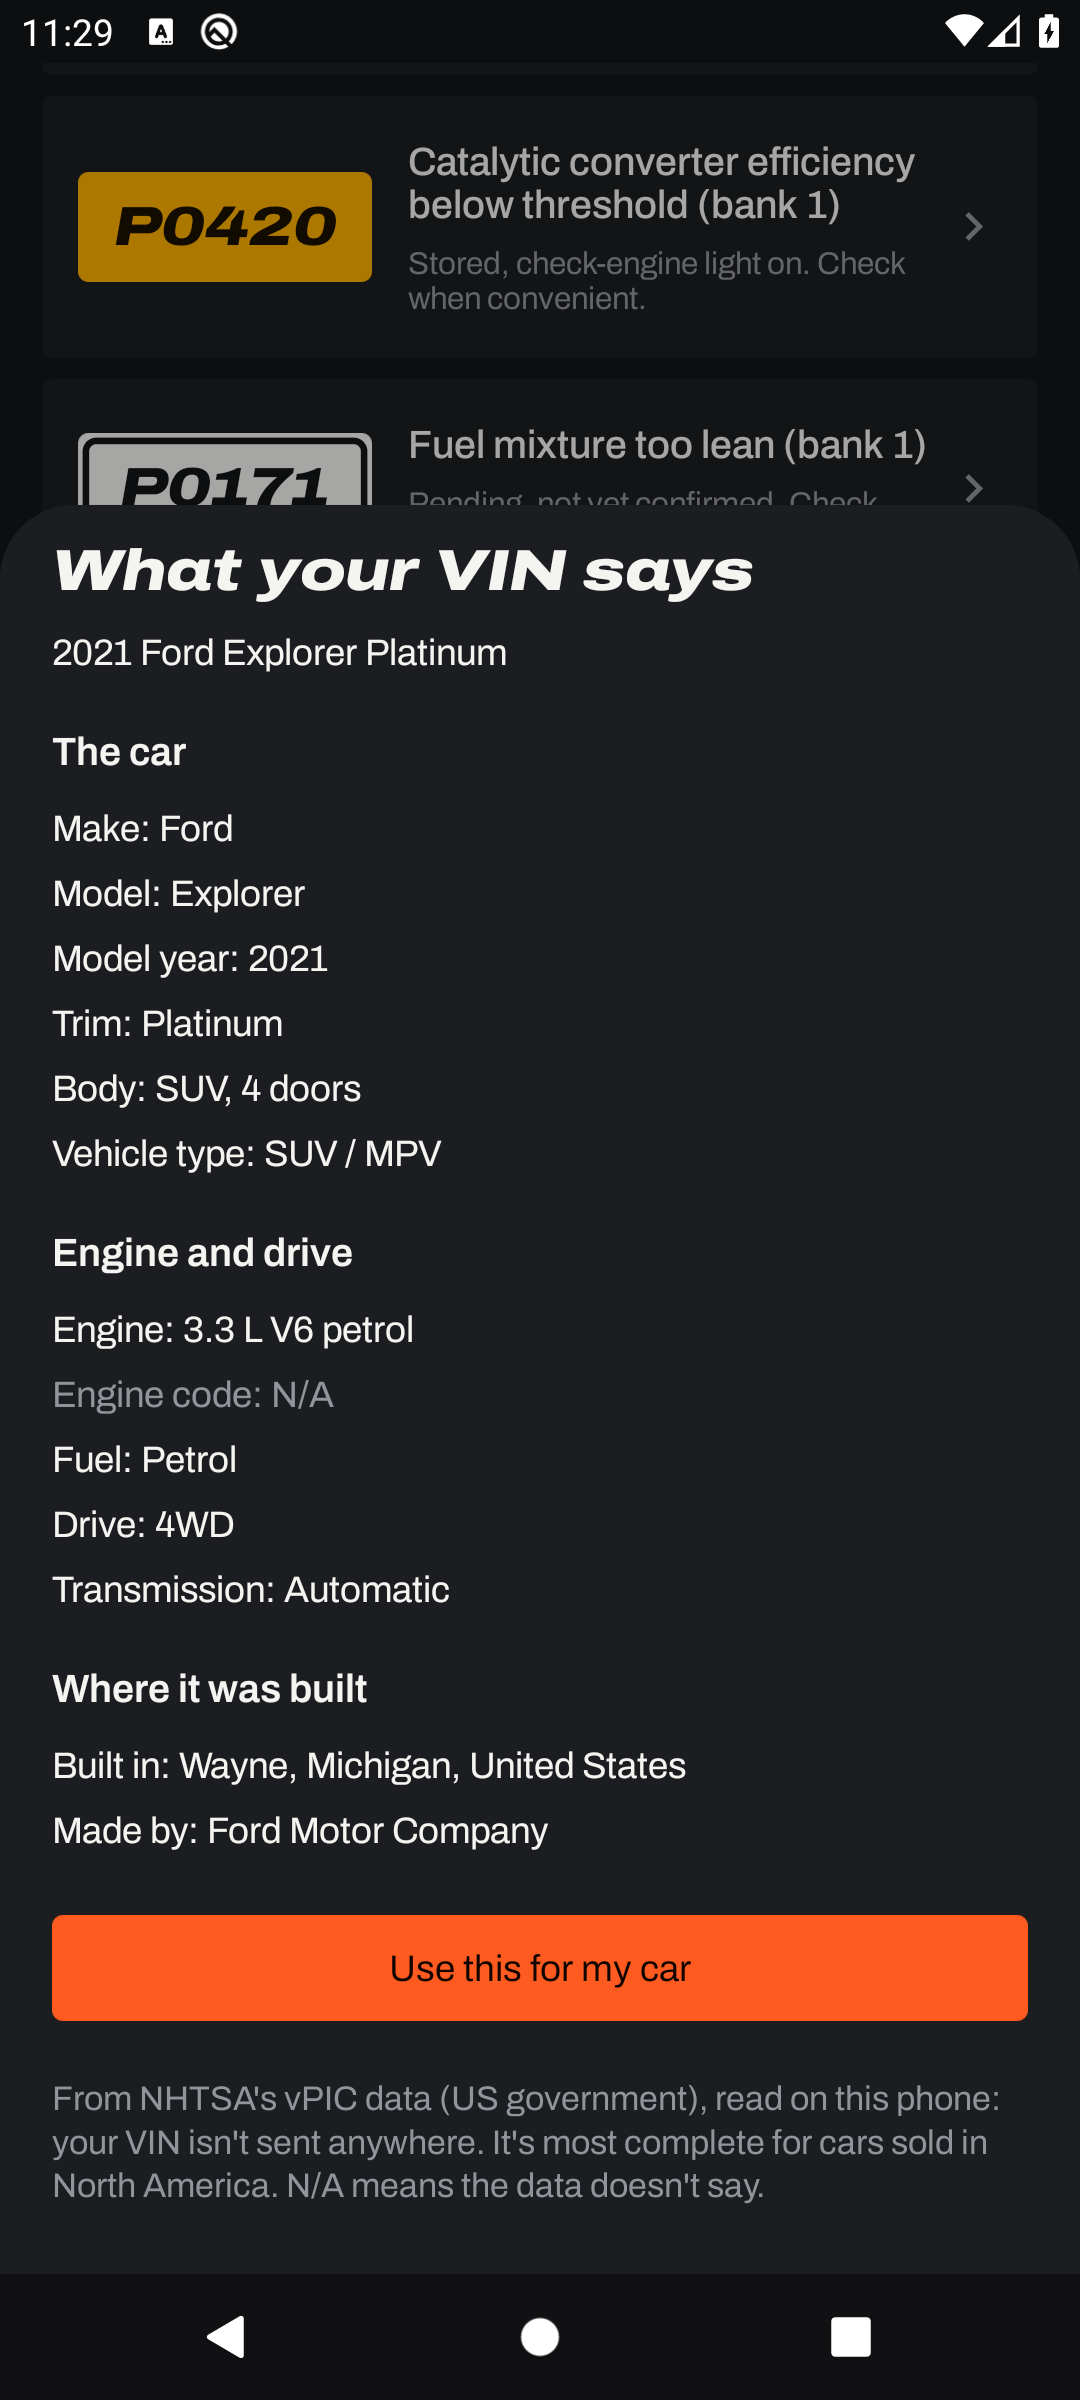 11:29
Catalytic converter efficiency
below threshold (bank 1)
P0420
Stored, check-engine light on. Check
when convenient.
Fuel mixture too lean (bank 1)
P0171
Pending, not yet confirmed. Check
What your VIN says
2021 Ford Explorer Platinum
The car
Make: Ford
Model: Explorer
Model year: 2021
Trim: Platinum
Body: SUV, 4 doors
Vehicle type: SUV / MPV
Engine and drive
Engine: 3.3 L V6 petrol
Engine code: N/A
Fuel: Petrol
Drive: 4WD
Transmission: Automatic
Where it was built
Built in: Wayne, Michigan, United States
Made by: Ford Motor Company
Use this for my car
From NHTSA's vPIC data (US government), read on this phone:
your VIN isn't sent anywhere. It's most complete for cars sold in
North America. N/A means the data doesn't say.